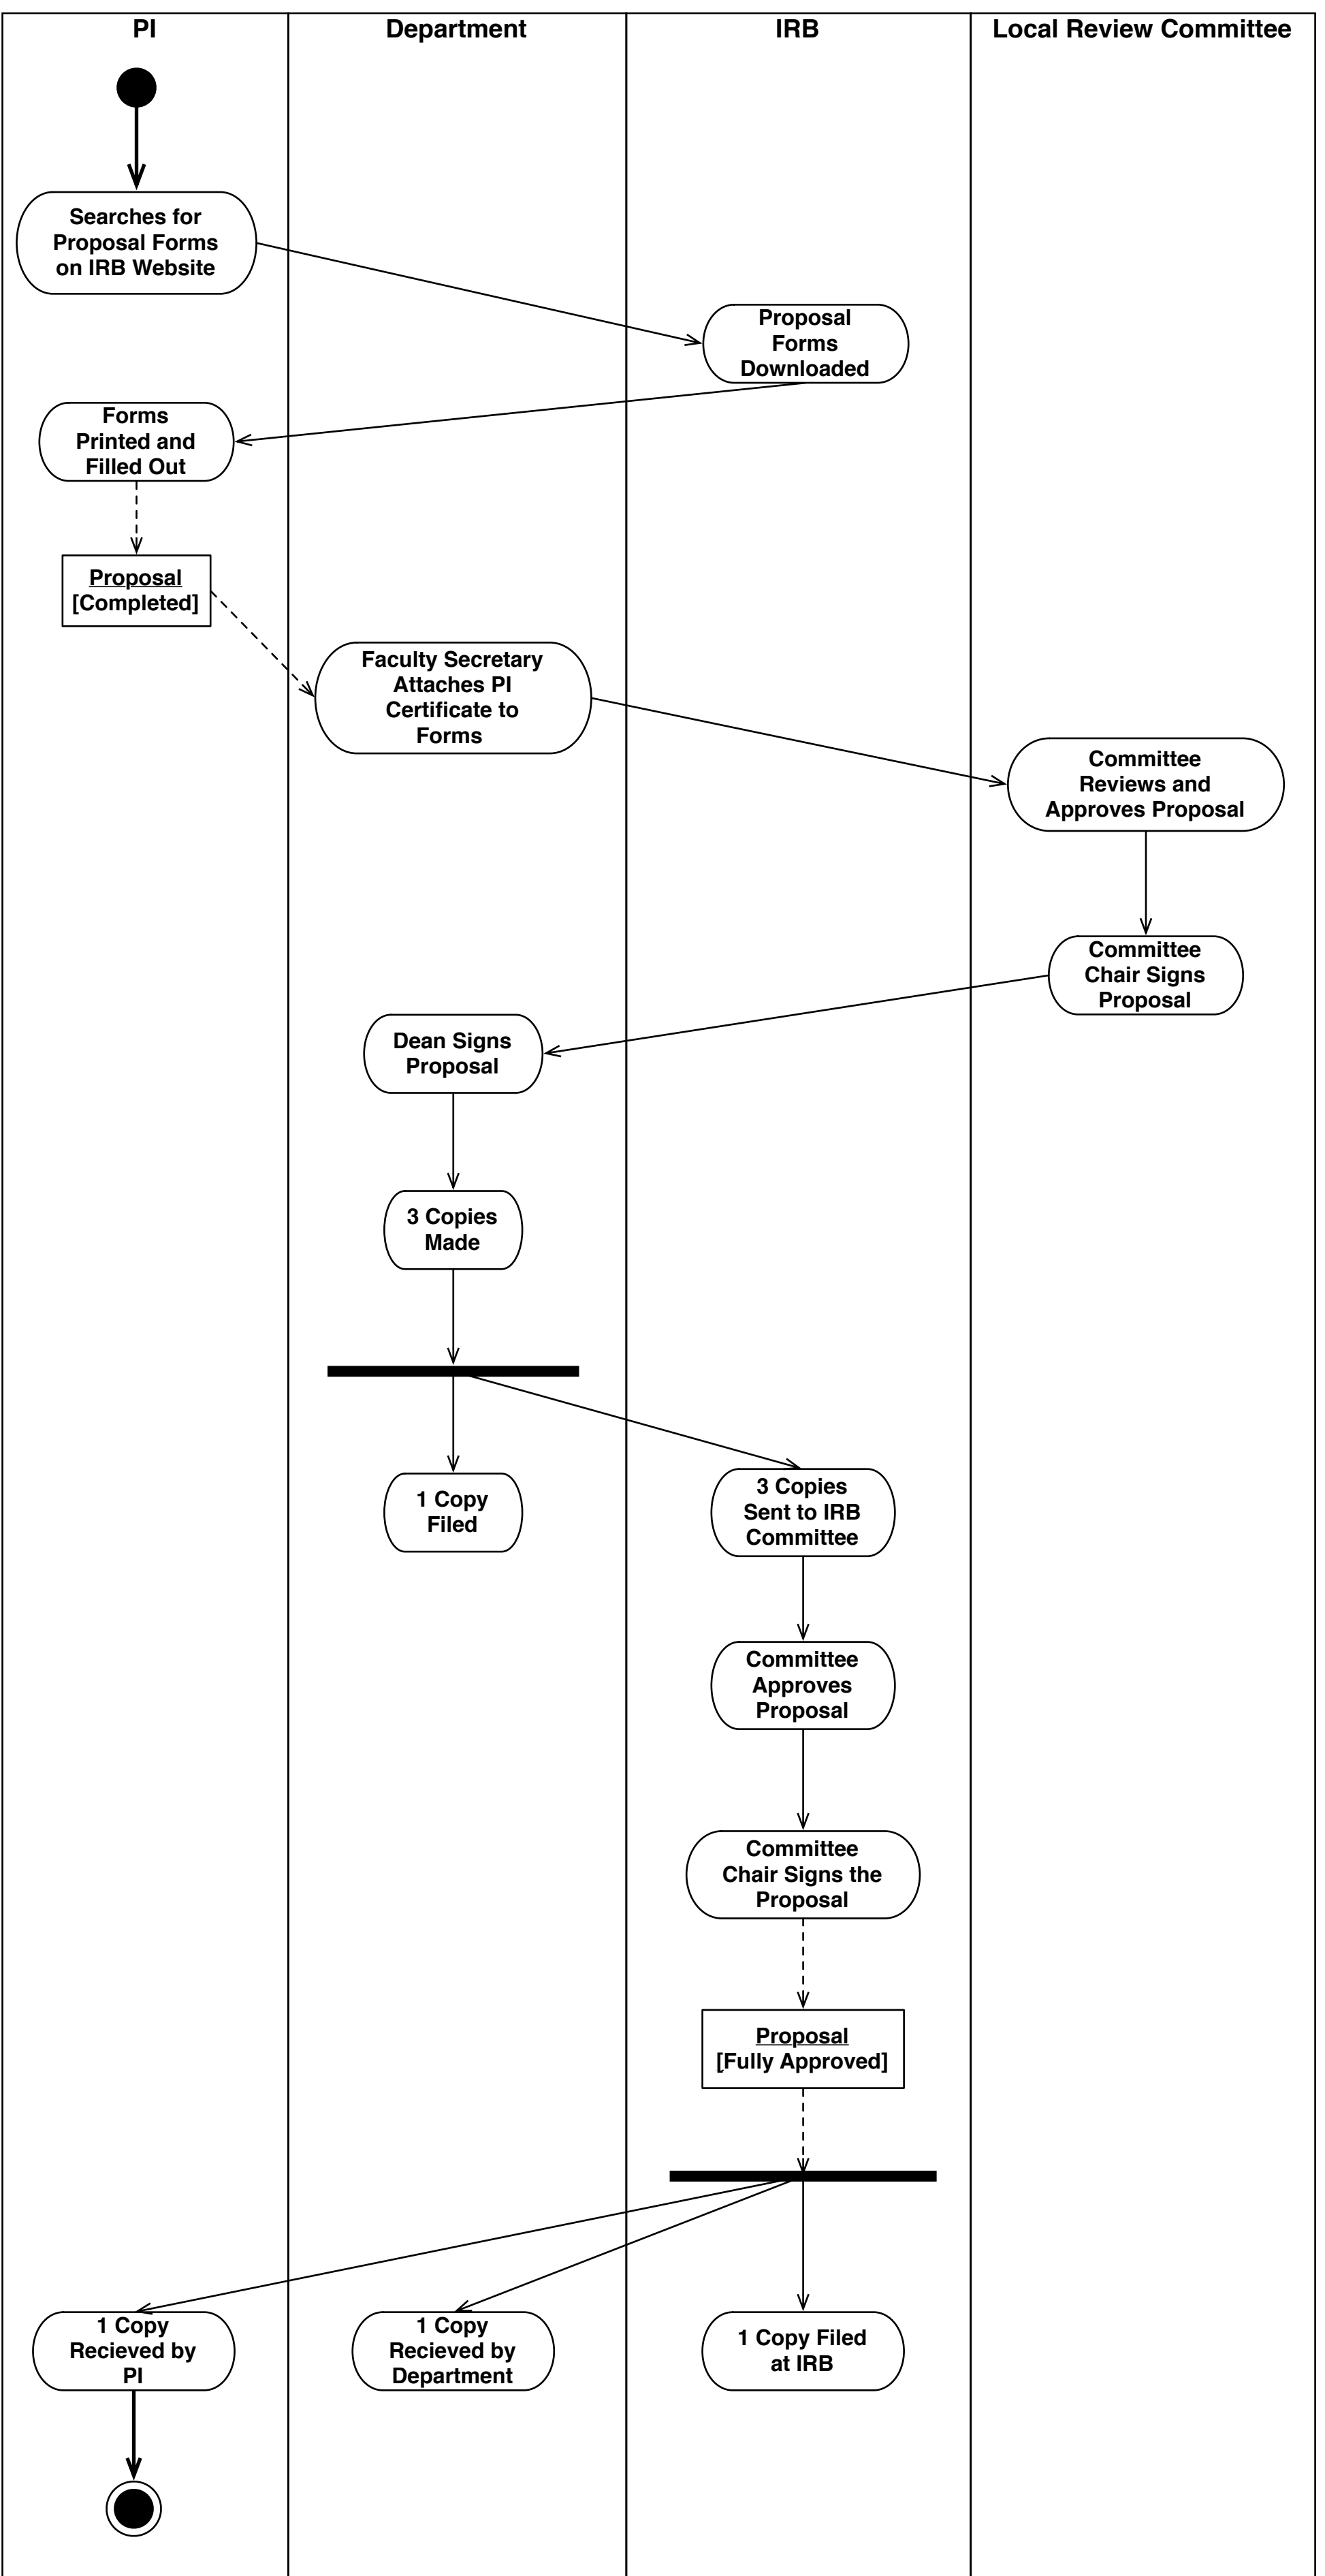 PI
Department
IRB
Local Review Committee
Searches for
Proposal Forms
on IRB Website
Proposal
Forms
Downloaded
Forms
Printed and
Filled Out
Proposal
[Completed]
Faculty Secretary
Attaches PI
Certificate to
Forms
Committee
Reviews and
Approves Proposal
Committee
Chair Signs
Proposal
Dean Signs
Proposal
3 Copies
Made
1 Copy
Filed
3 Copies
Sent to IRB
Committee
Committee
Approves
Proposal
Committee
Chair Signs the
Proposal
Proposal
[Fully Approved]
1 Copy
Recieved by
PI
1 Copy
Recieved by
Department
1 Copy Filed
at IRB